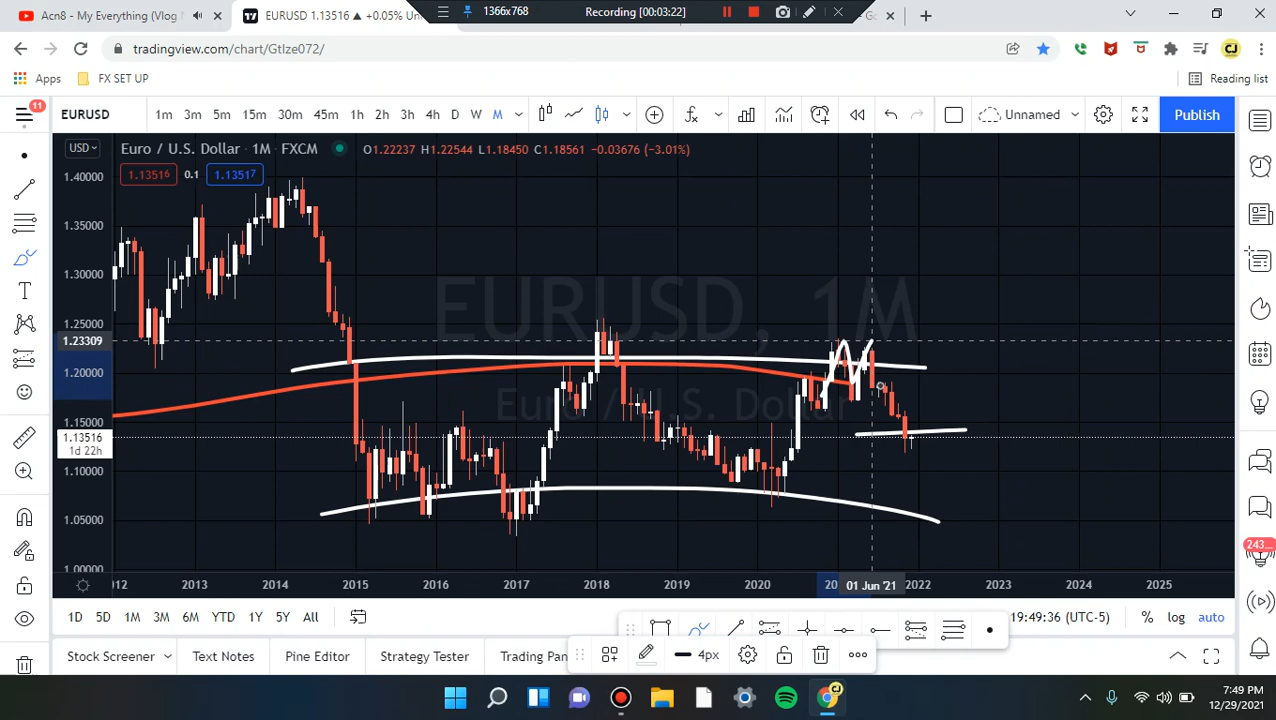 Acid - My Everything (Vlog M
EURUSD 1.13516 ▲ +0.05% Un
1366x768
Recording [00:03:22]
tradingview.com/chart/GtIze072/
Apps
FX SET UP
Reading list
11
EURUSD
1m 3m 5m 15m 30m 45m 1h 2h 3h 4h D W M
Unnamed
Publish
USD
Euro / U.S. Dollar · 1M · FXCM
O1.22237 H1.22544 L1.18450 C1.18561 -0.03676 (-3.01%)
1.13516 0.1 1.13517
1.40000
1.35000
1.30000
1.25000
1.23309
1.20000
1.15000
1.13516
1d 22h
1.10000
1.05000
1.00000
EURUSD, 1M
Euro / U.S. Dollar
012 2013 2014 2015 2016 2017 2018 2019 2020 20 01 Jun '21 2022 2023 2024 2025
243...
1D 5D 1M 3M 6M YTD 1Y 5Y All
19:49:36 (UTC-5)
% log auto
4px
Stock Screener Text Notes Pine Editor Strategy Tester Trading Pan
CJ
7:49 PM
12/29/2021